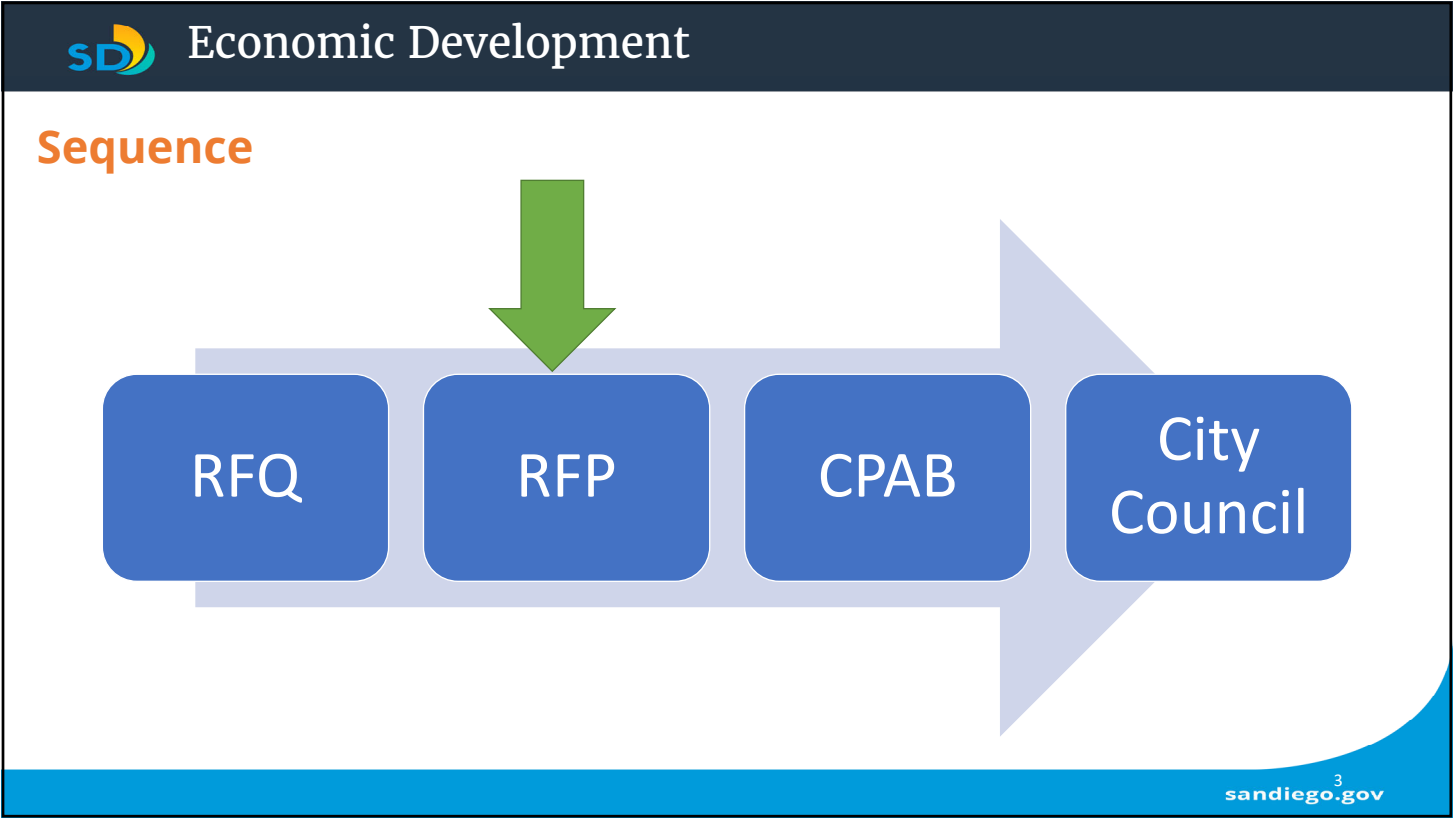 SD
Economic Development
Sequence
RFQ
RFP
CPAB
City
Council
3
sandiego.gov